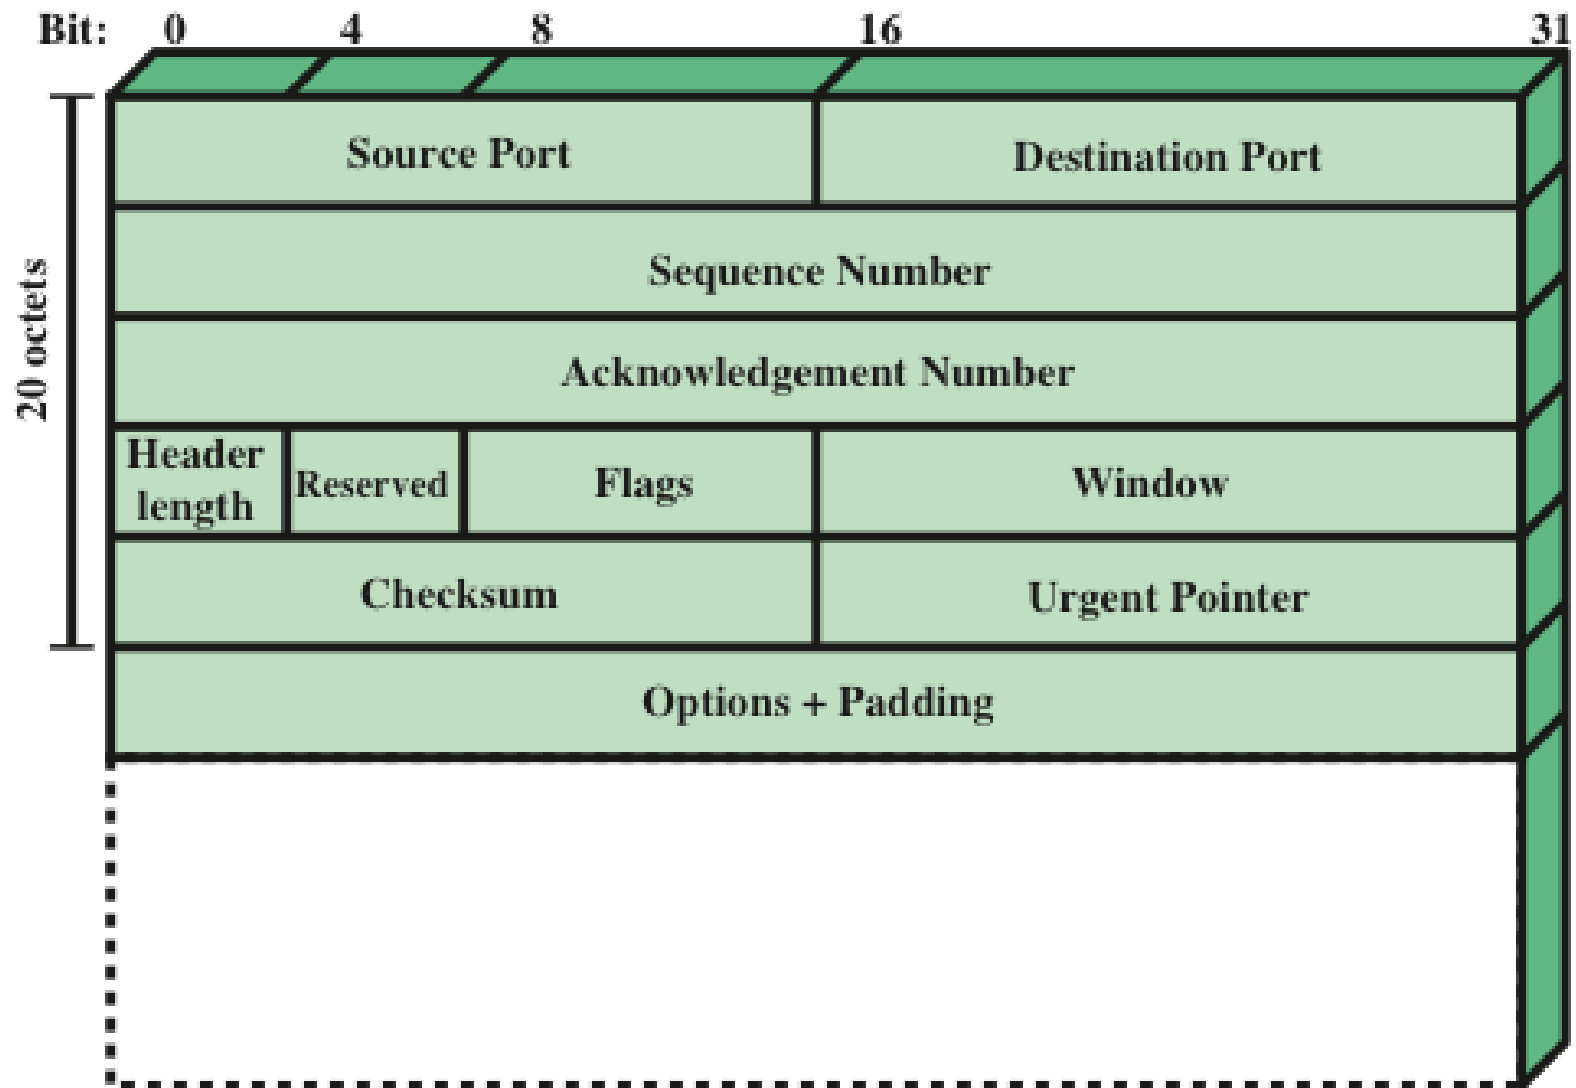 Bit: 0 4 8 16 31
20 octets
Source Port Destination Port
Sequence Number
Acknowledgement Number
Header
length
Reserved Flags Window
Checksum Urgent Pointer
Options + Padding